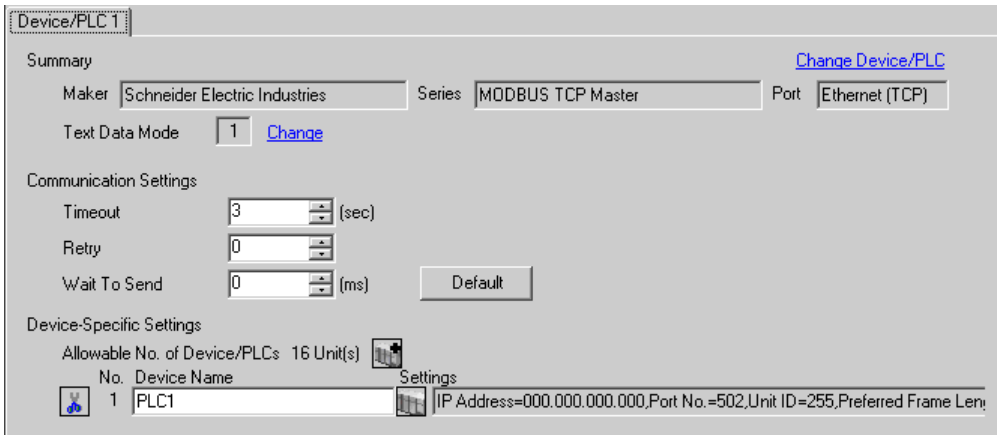 Device/PLC 1
Summary
Change Device/PLC
Maker Schneider Electric Industries Series MODBUS TCP Master Port Ethernet (TCP)
Text Data Mode 1 Change
Communication Settings
Timeout 3 (sec)
Retry 0
Wait To Send 0 (ms) Default
Device-Specific Settings
Allowable No. of Device/PLCs 16 Unit(s)
No. Device Name Settings
1 PLC1 IP Address=000.000.000.000,Port No.=502,Unit ID=255,Preferred Frame